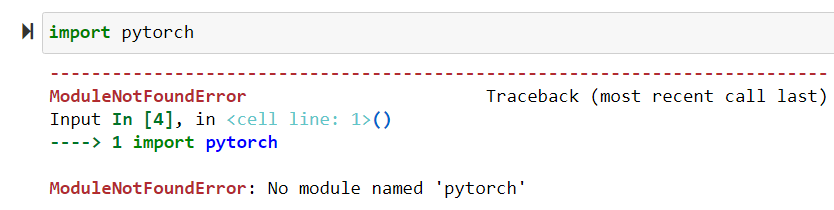 import pytorch
---------------------------------------------------------------------------
ModuleNotFoundError                       Traceback (most recent call last)
Input In [4], in <cell line: 1>()
----> 1 import pytorch
ModuleNotFoundError: No module named 'pytorch'